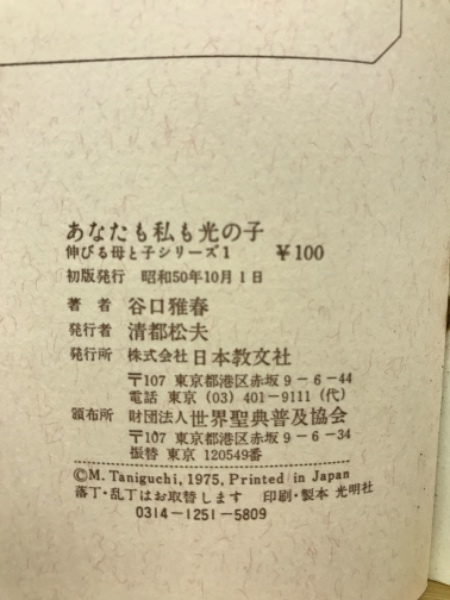 あなたも私も光の子
伸びる母と子シリーズ1 ¥100
初版発行 昭和50年10月1日
著者 谷口雅春
発行者 清都松夫
発行所 株式会社日本教文社
〒107 東京都港区赤坂9-6-44
電話 東京(03)401-9111(代)
頒布所 財団法人世界聖典普及協会
〒107 東京都港区赤坂9-6-34
振替 東京 120549番
©M. Taniguchi, 1975, Printed in Japan
落丁・乱丁はお取替します 印刷・製本 光明社
0314-1251-5809